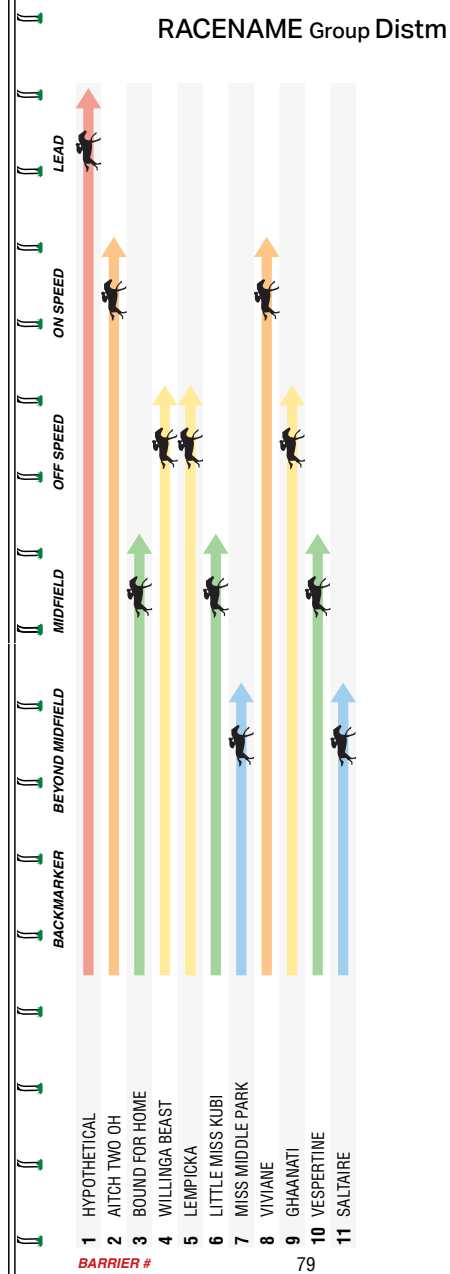 RACENAME Group Distm
LEAD
ON SPEED
OFF SPEED
MIDFIELD
BEYOND MIDFIELD
BACKMARKER
1 HYPOTHETICAL
2 AITCH TWO OH
3 BOUND FOR HOME
4 WILLINGA BEAST
5 LEMPICKA
6 LITTLE MISS KUBI
7 MISS MIDDLE PARK
8 VIVIANE
9 GHAANATI
10 VESPERTINE
11 SALTAIRE
BARRIER #
79